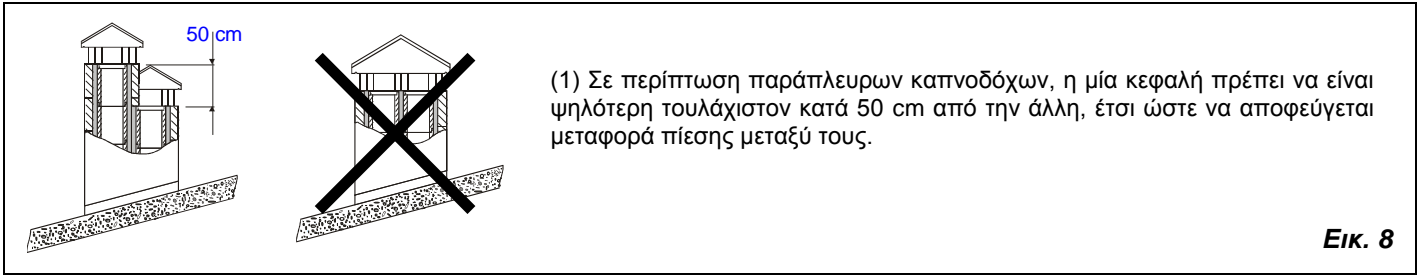 50 cm
(1) Σε περίπτωση παράπλευρων καπνοδόχων, η μία κεφαλή πρέπει να είναι
ψηλότερη τουλάχιστον κατά 50 cm από την άλλη, έτσι ώστε να αποφεύγεται
μεταφορά πίεσης μεταξύ τους.
Εικ. 8